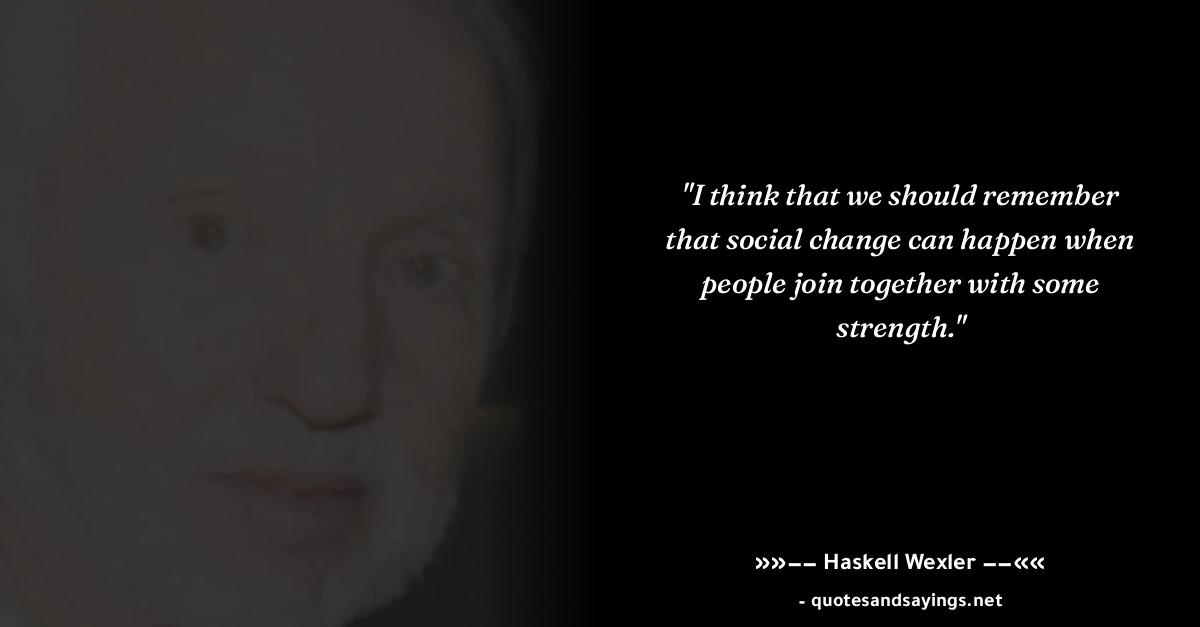 "I think that we should remember
that social change can happen when
people join together with some
strength."
»»–– Haskell Wexler ––««
- quotesandsayings.net